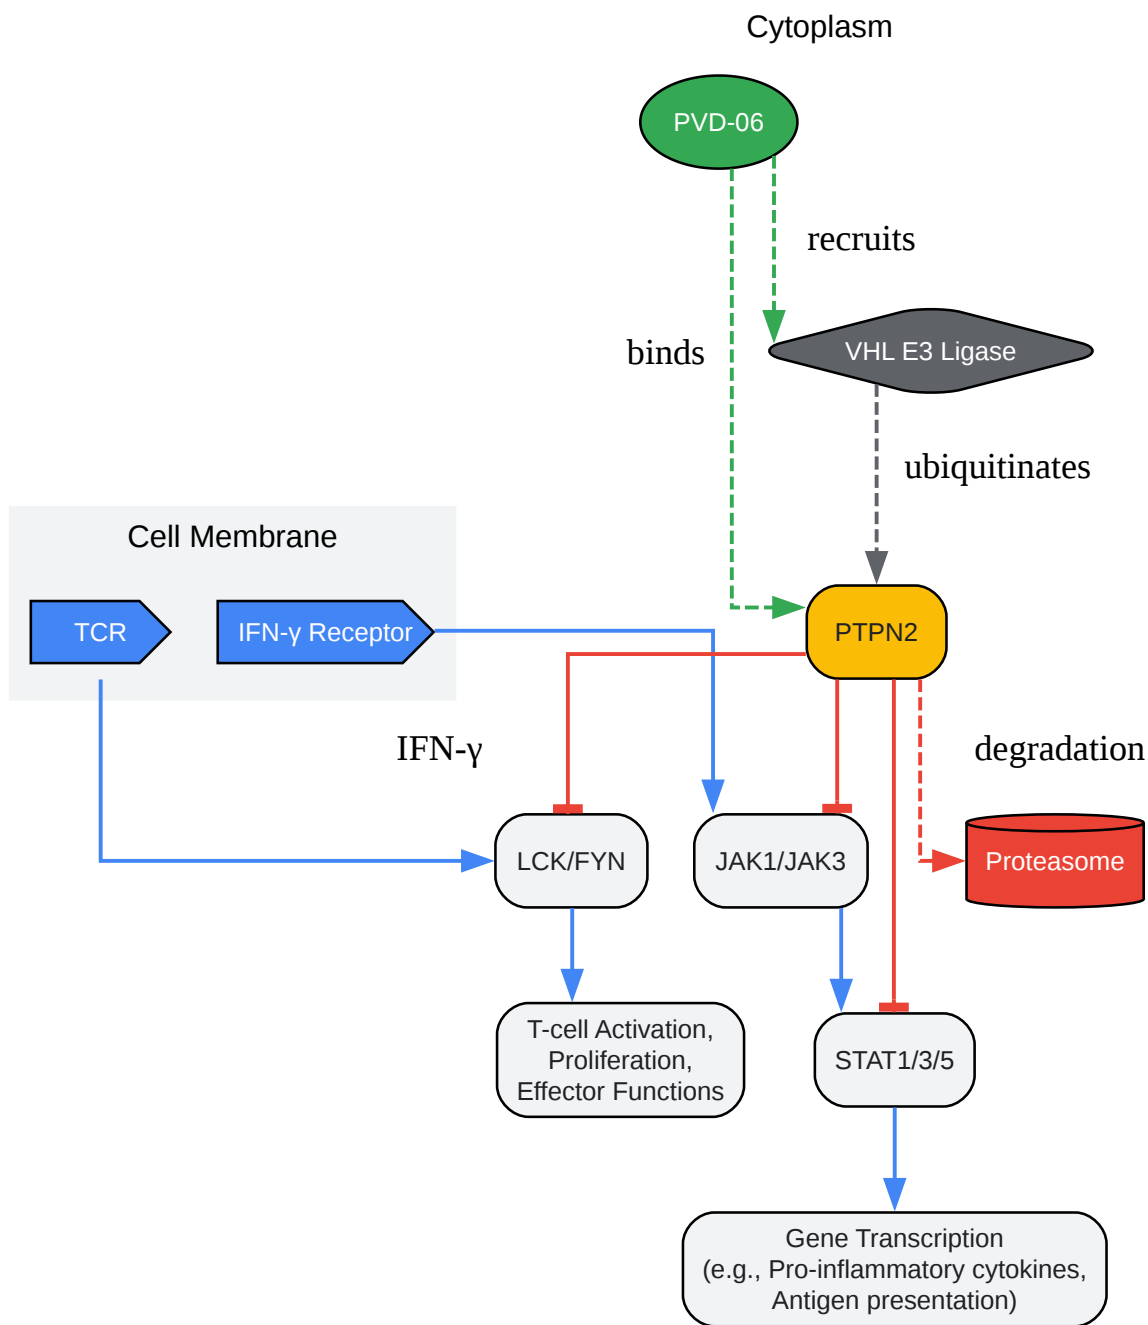 Cytoplasm
PVD-06
recruits
binds
VHL E3 Ligase
ubiquitinates
Cell Membrane
TCR
IFN-γ Receptor
PTPN2
IFN-γ
degradation
LCK/FYN
JAK1/JAK3
Proteasome
T-cell Activation,
Proliferation,
Effector Functions
STAT1/3/5
Gene Transcription
(e.g., Pro-inflammatory cytokines,
Antigen presentation)